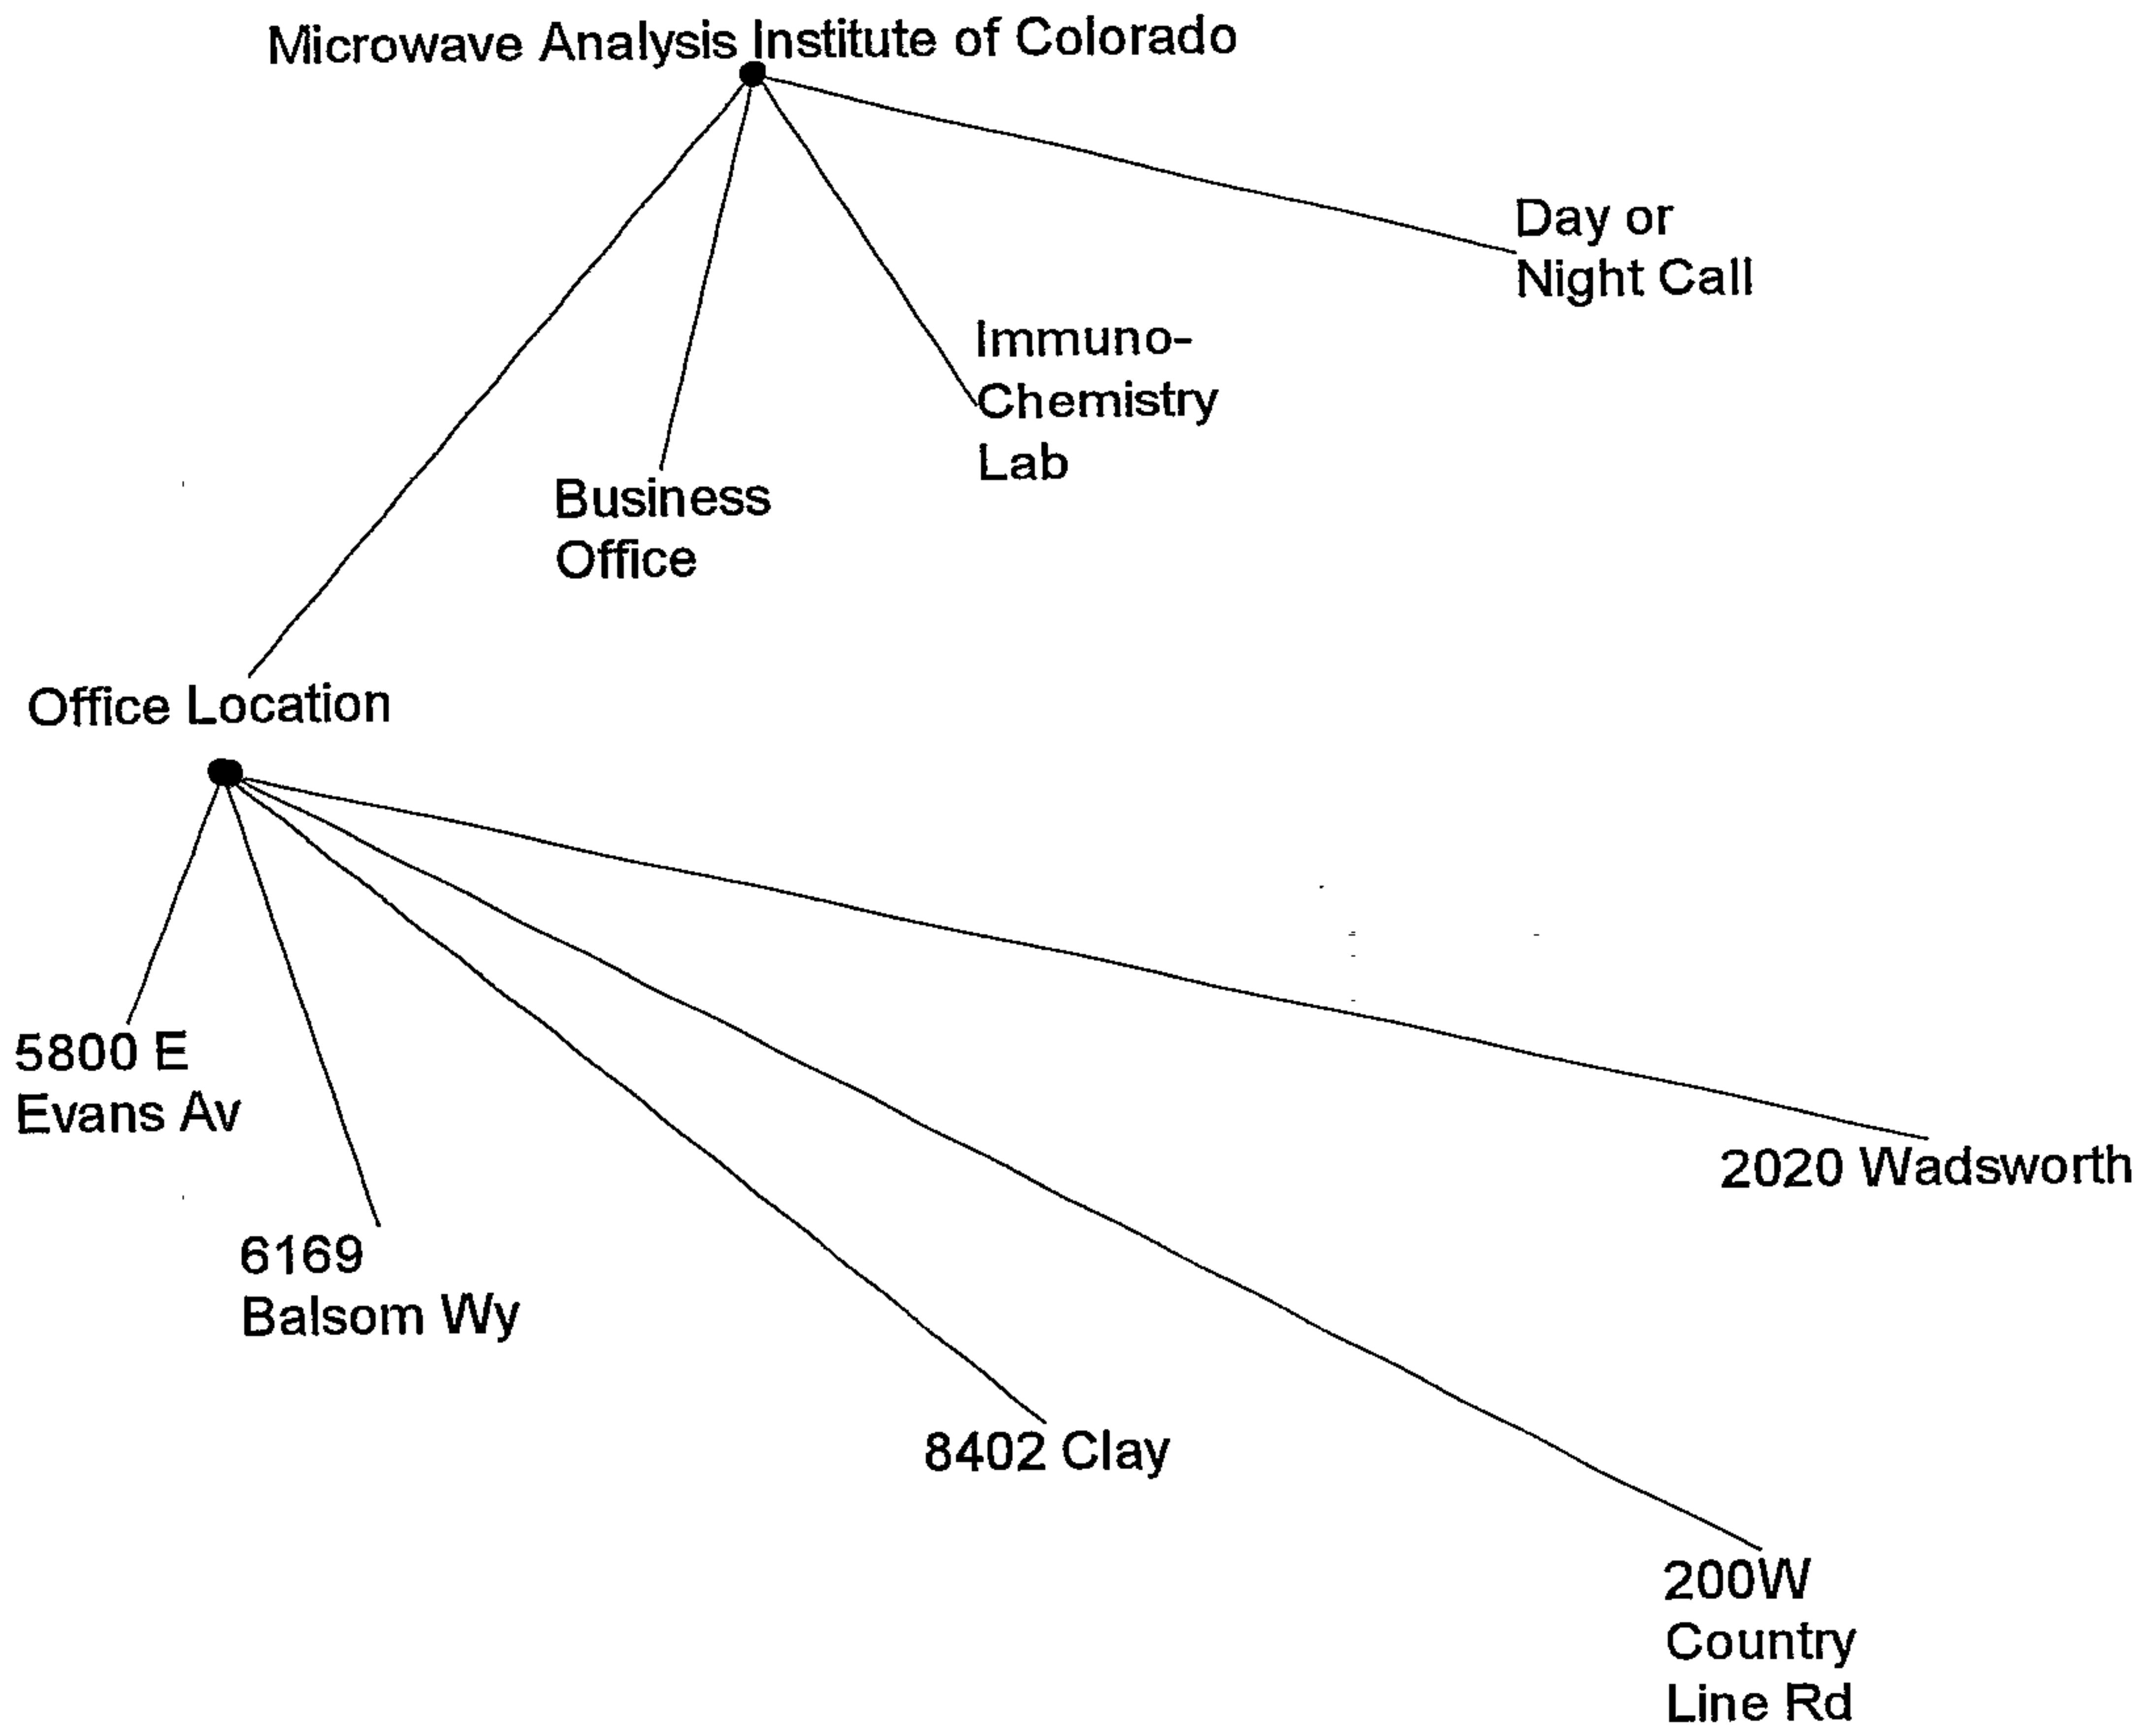 Microwave Analysis Institute of Colorado
Day or
Night Call
Immuno-
Chemistry
Lab
Business
Office
Office Location
5800 E
Evans Av
2020 Wadsworth
6169
Balsom Wy
8402 Clay
200W
Country
Line Rd